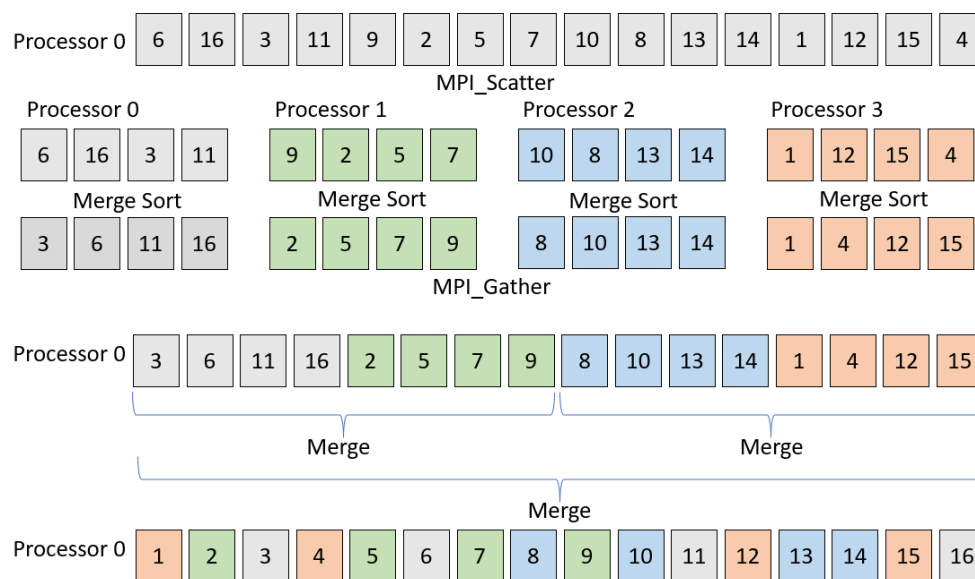 Processor 0 6 16 3 11 9 2 5 7 10 8 13 14 1 12 15 4
MPI_Scatter
Processor 0 Processor 1 Processor 2 Processor 3
6 16 3 11 9 2 5 7 10 8 13 14 1 12 15 4
Merge Sort Merge Sort Merge Sort Merge Sort
3 6 11 16 2 5 7 9 8 10 13 14 1 4 12 15
MPI_Gather
Processor 0 3 6 11 16 2 5 7 9 8 10 13 14 1 4 12 15
Merge Merge
Merge
Processor 0 1 2 3 4 5 6 7 8 9 10 11 12 13 14 15 16